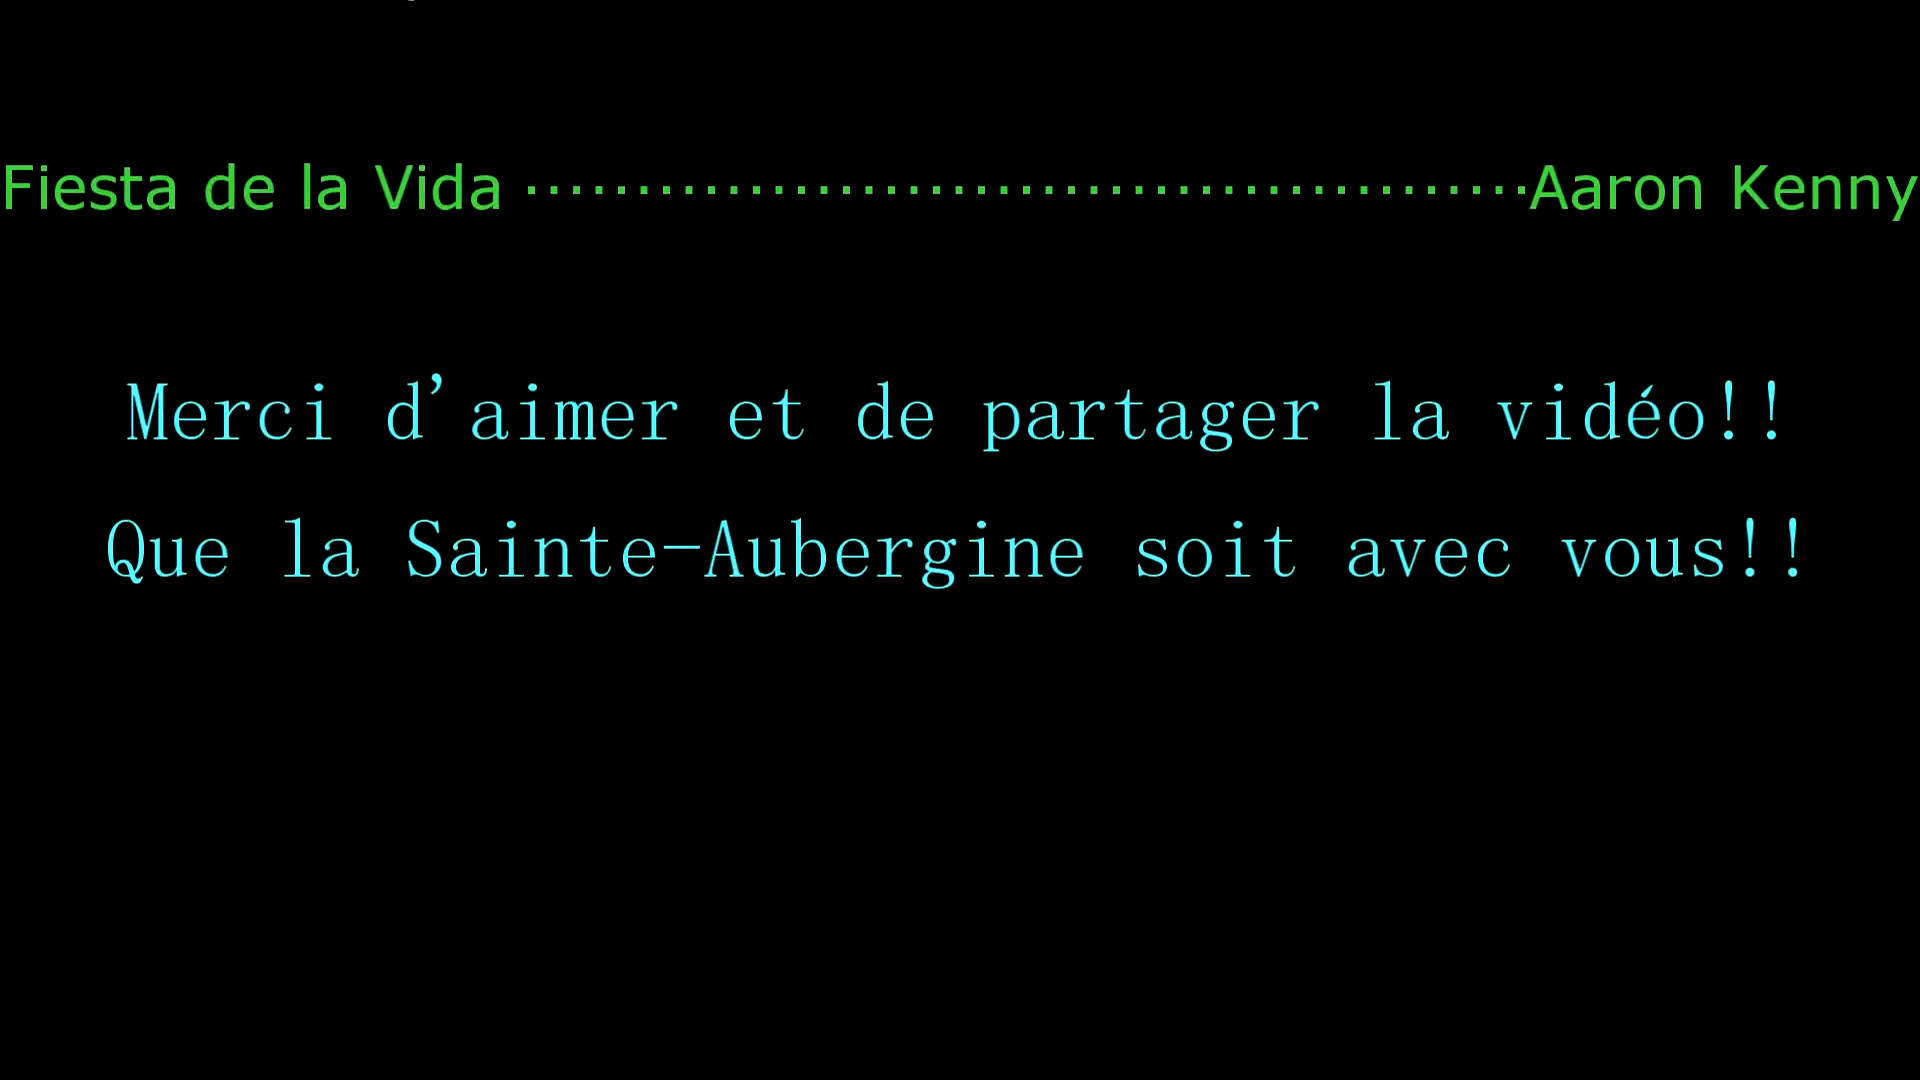 Fiesta de la Vida ············································Aaron Kenny
Merci d'aimer et de partager la vidéo!!
Que la Sainte-Aubergine soit avec vous!!